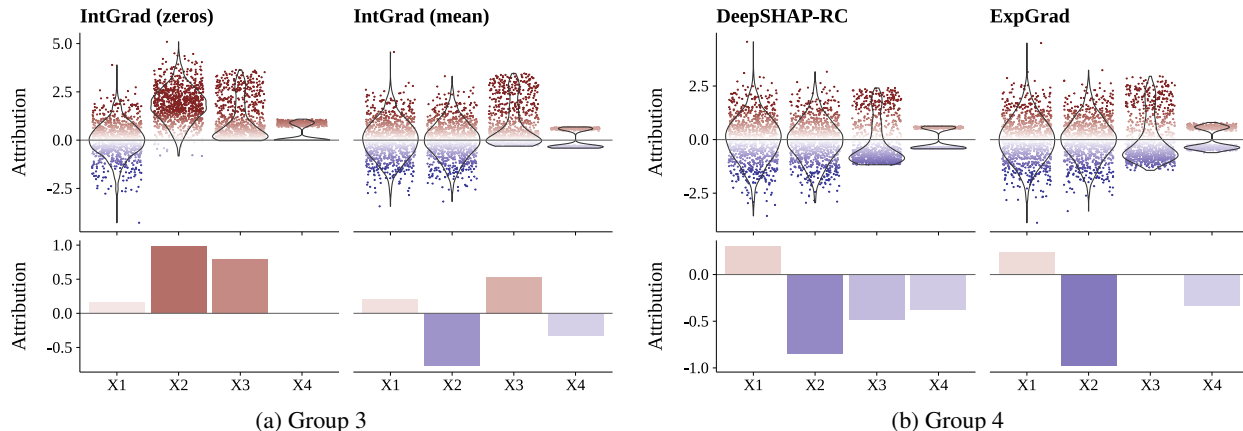 IntGrad (zeros) IntGrad (mean) DeepSHAP-RC ExpGrad
Attribution Attribution
5.0
2.5
0.0
-2.5
2.5
0.0
-2.5
Attribution Attribution
1.0
0.5
0.0
-0.5
0.0
-0.5
-1.0
X1 X2 X3 X4 X1 X2 X3 X4 X1 X2 X3 X4 X1 X2 X3 X4
(a) Group 3 (b) Group 4